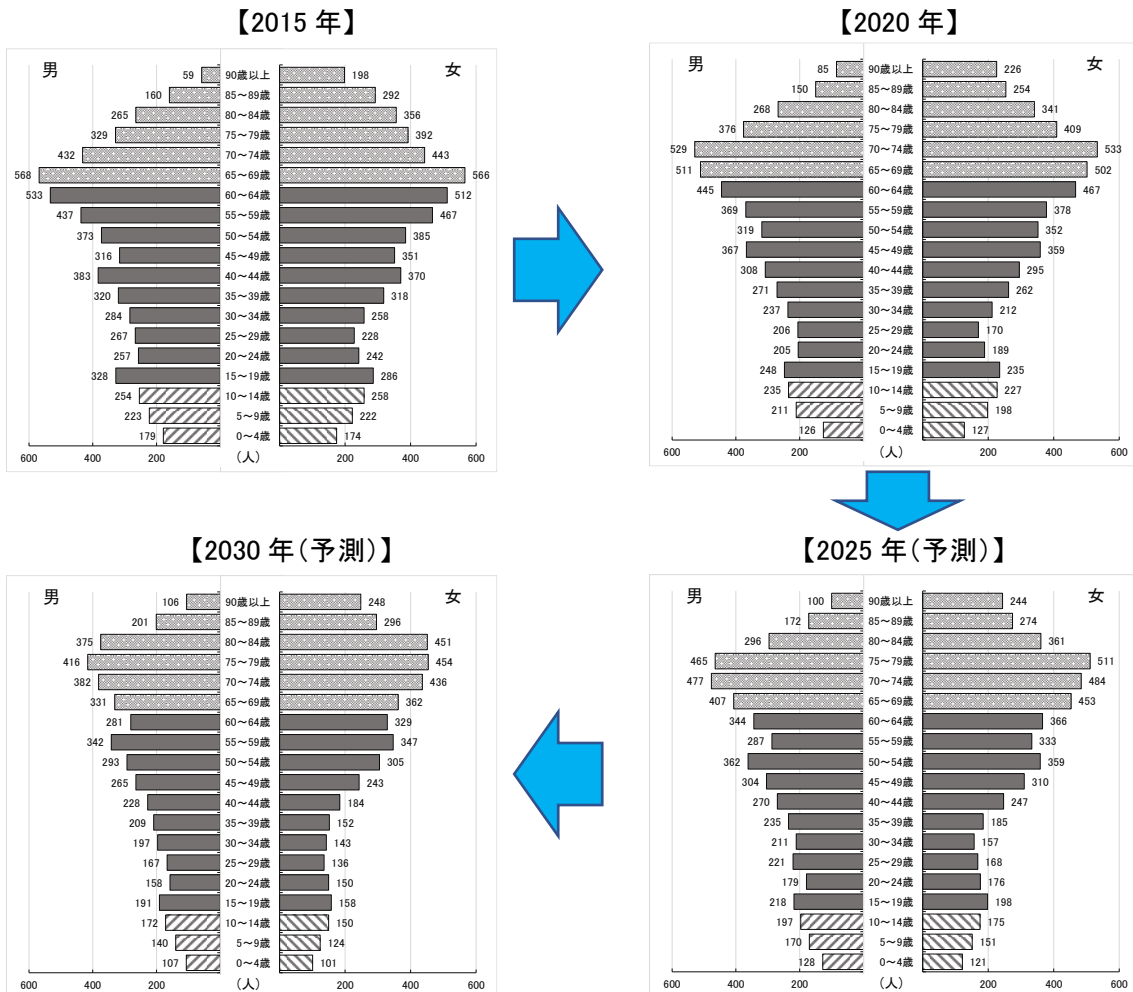 【2015 年】
男 女
59 90歳以上 198
160 85～89歳 292
265 80～84歳 356
329 75～79歳 392
432 70～74歳 443
568 65～69歳 566
533 60～64歳 512
437 55～59歳 467
373 50～54歳 385
316 45～49歳 351
383 40～44歳 370
320 35～39歳 318
284 30～34歳 258
267 25～29歳 228
257 20～24歳 242
328 15～19歳 286
254 10～14歳 258
223 5～9歳 222
179 0～4歳 174
600 400 200 (人) 200 400 600
【2020 年】
男 女
85 90歳以上 226
150 85～89歳 254
268 80～84歳 341
376 75～79歳 409
529 70～74歳 533
511 65～69歳 502
445 60～64歳 467
369 55～59歳 378
319 50～54歳 352
367 45～49歳 359
308 40～44歳 295
271 35～39歳 262
237 30～34歳 212
206 25～29歳 170
205 20～24歳 189
248 15～19歳 235
235 10～14歳 227
211 5～9歳 198
126 0～4歳 127
600 400 200 (人) 200 400 600
【2030 年(予測)】
男 女
106 90歳以上 248
201 85～89歳 296
375 80～84歳 451
416 75～79歳 454
382 70～74歳 436
331 65～69歳 362
281 60～64歳 329
342 55～59歳 347
293 50～54歳 305
265 45～49歳 243
228 40～44歳 184
209 35～39歳 152
197 30～34歳 143
167 25～29歳 136
158 20～24歳 150
191 15～19歳 158
172 10～14歳 150
140 5～9歳 124
107 0～4歳 101
600 400 200 (人) 200 400 600
【2025 年(予測)】
男 女
100 90歳以上 244
172 85～89歳 274
296 80～84歳 361
465 75～79歳 511
477 70～74歳 484
407 65～69歳 453
344 60～64歳 366
287 55～59歳 333
362 50～54歳 359
304 45～49歳 310
270 40～44歳 247
235 35～39歳 185
211 30～34歳 157
221 25～29歳 168
179 20～24歳 176
218 15～19歳 198
197 10～14歳 175
170 5～9歳 151
128 0～4歳 121
600 400 200 (人) 200 400 600